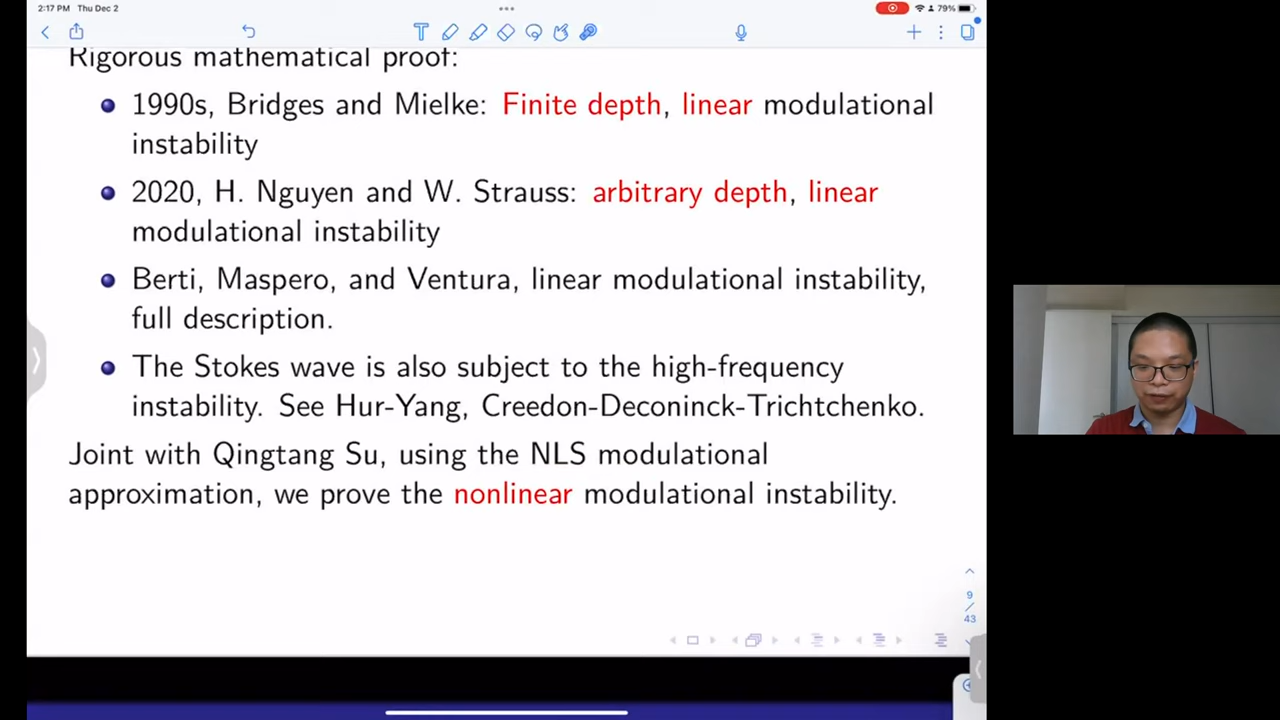 2:17 PM Thu Dec 2
79%
Rigorous mathematical proof:
1990s, Bridges and Mielke: Finite depth, linear modulational
instability
2020, H. Nguyen and W. Strauss: arbitrary depth, linear
modulational instability
Berti, Maspero, and Ventura, linear modulational instability,
full description.
The Stokes wave is also subject to the high-frequency
instability. See Hur-Yang, Creedon-Deconinck-Trichtchenko.
Joint with Qingtang Su, using the NLS modulational
approximation, we prove the nonlinear modulational instability.
9
/
43